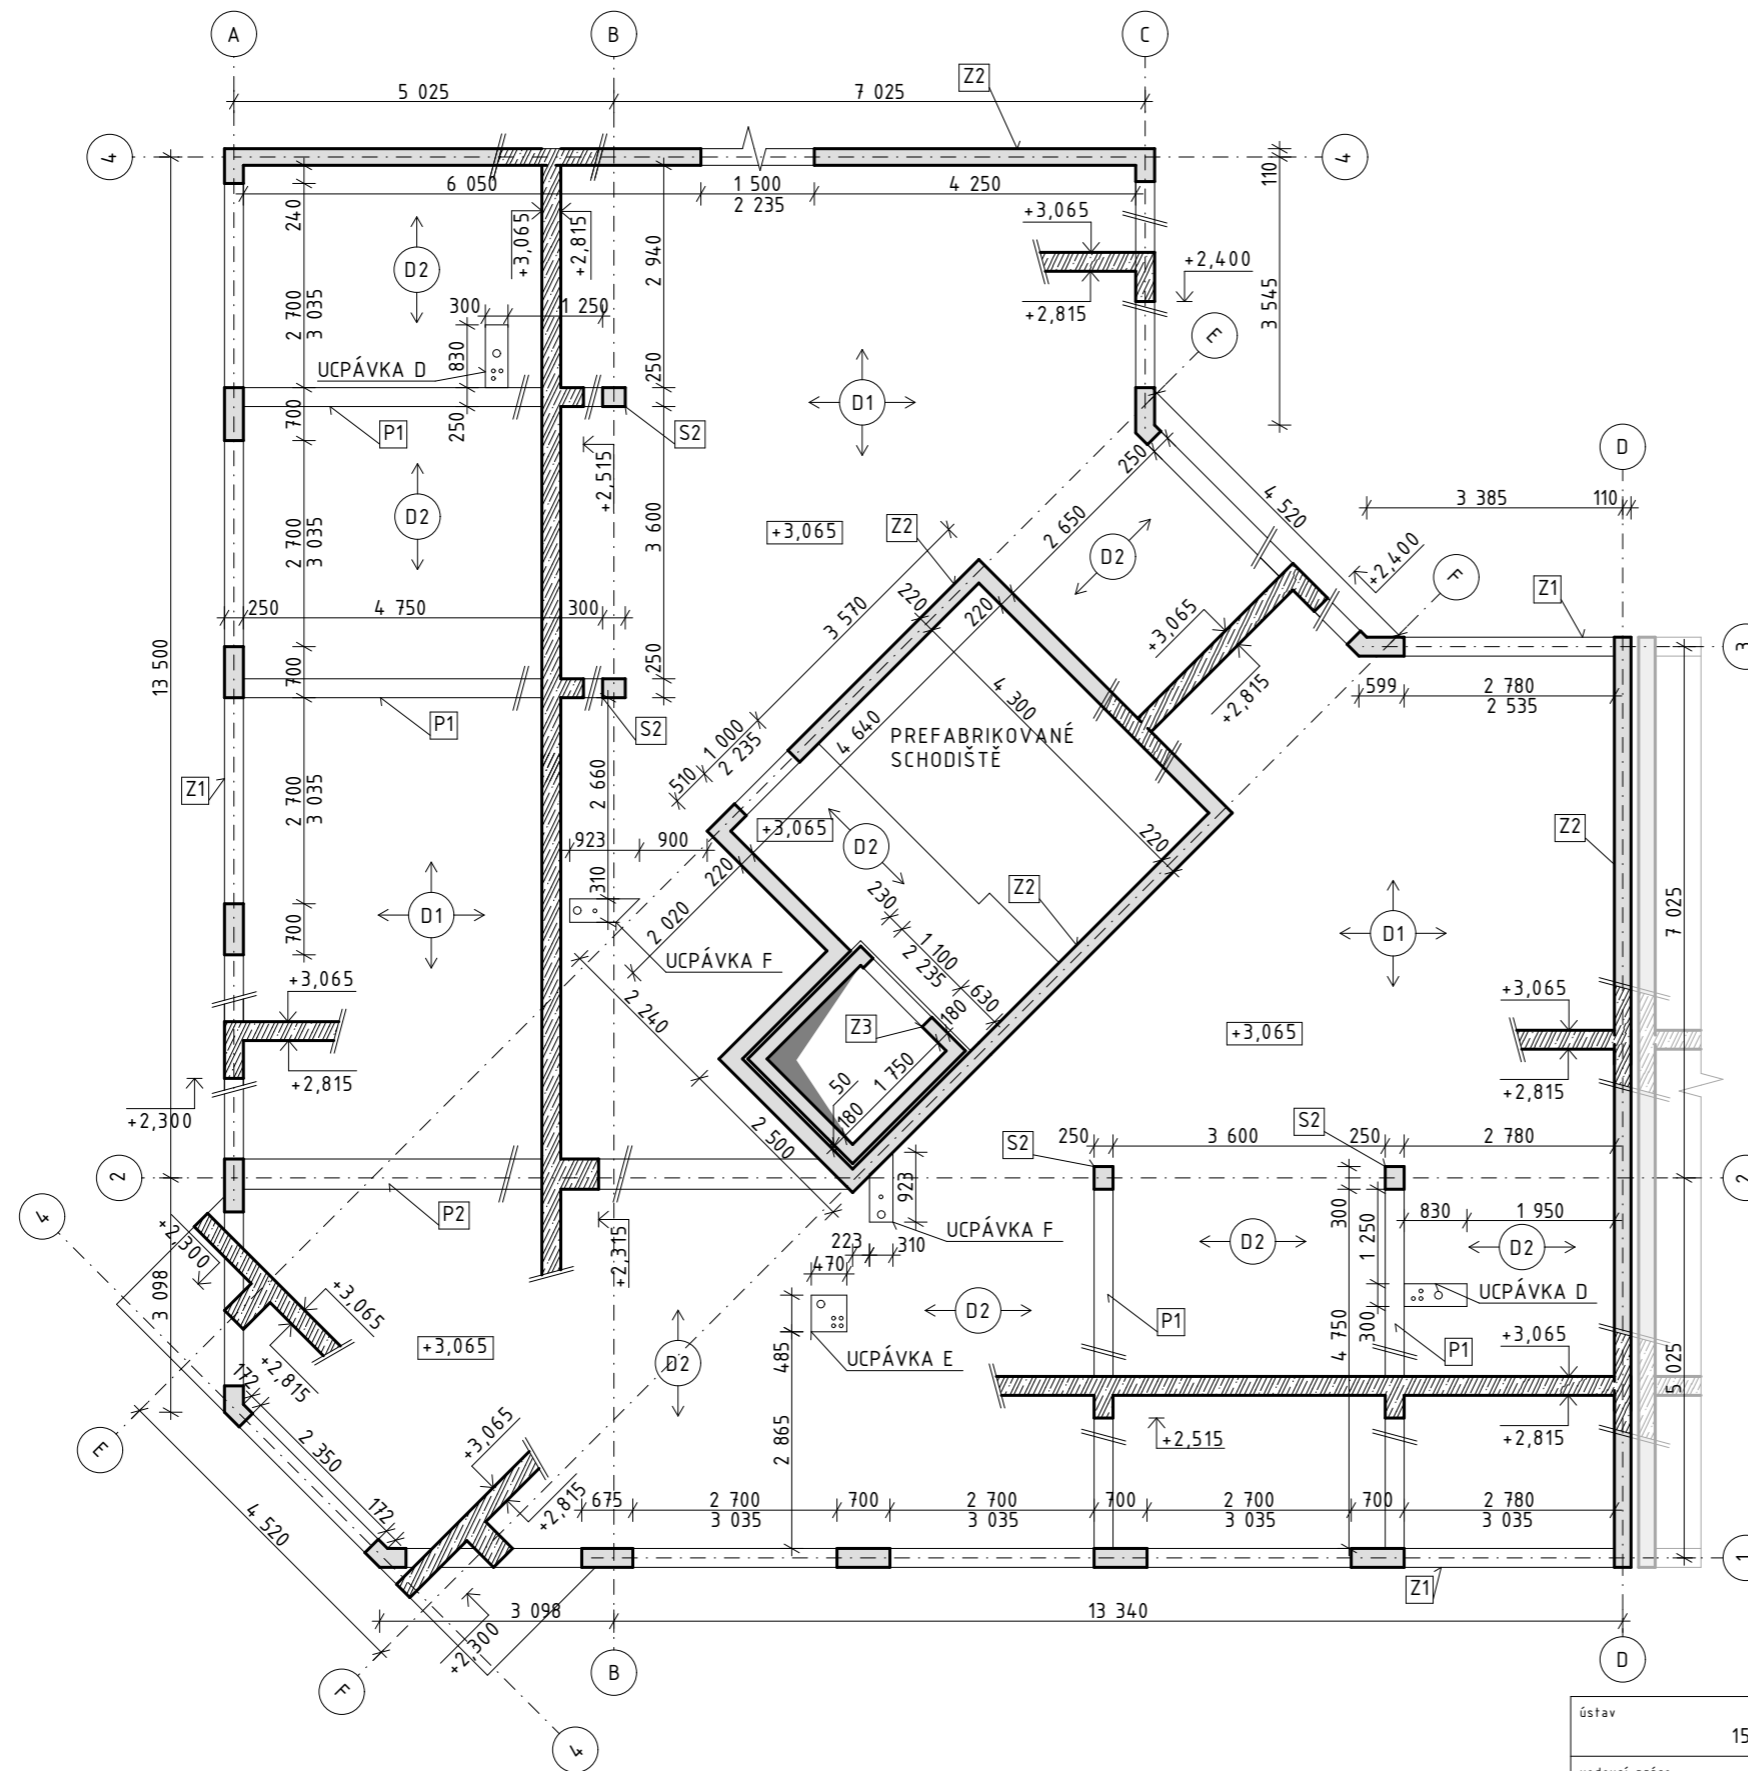 A
B
C
5 025
7 025
Z2
4
4
6 050
1 500
2 235
4 250
110
240
+3,065
+2,815
2 940
+3,065
+2,400
+2,815
3 545
D2
2 700
3 035
300
1 250
830
UCPÁVKA D
250
E
D1
P1
700
250
S2
+2,515
250
D
4 520
3 385
110
2 700
3 035
D2
3 600
+3,065
Z2
2 650
D2
+2,400
F
Z1
250
4 750
300
3 570
220
220
+3,065
3
13 500
700
250
4 300
+2,815
599
2 780
2 535
P1
S2
1 000
2 235
4 640
PREFABRIKOVANÉ
SCHODIŠTĚ
Z1
2 700
3 035
2 660
510
923
900
+3,065
D2
220
Z2
220
310
230
Z2
700
D1
2 020
UCPÁVKA F
1 100
2 235
D1
7 025
+3,065
2 240
630
+3,065
Z3
180
+3,065
+2,815
50
1 750
+2,815
+2,300
180
2 500
S2
250
3 600
S2
250
2 780
2
923
2
P2
300
830
1 950
4
+2,300
+2,315
UCPÁVKA F
D2
1 250
D2
223
310
470
3 098
+3,065
UCPÁVKA D
D2
P1
300
+3,065
D2
4 750
P1
+3,065
5 025
172
+2,815
485
UCPÁVKA E
+2,815
E
2 350
+3,065
+2,515
2 865
172
+2,815
675
2 700
3 035
700
2 700
3 035
700
2 700
3 035
700
2 780
3 035
4 520
1
Z1
3 098
13 340
+2,300
F
B
D
4
ústav
15